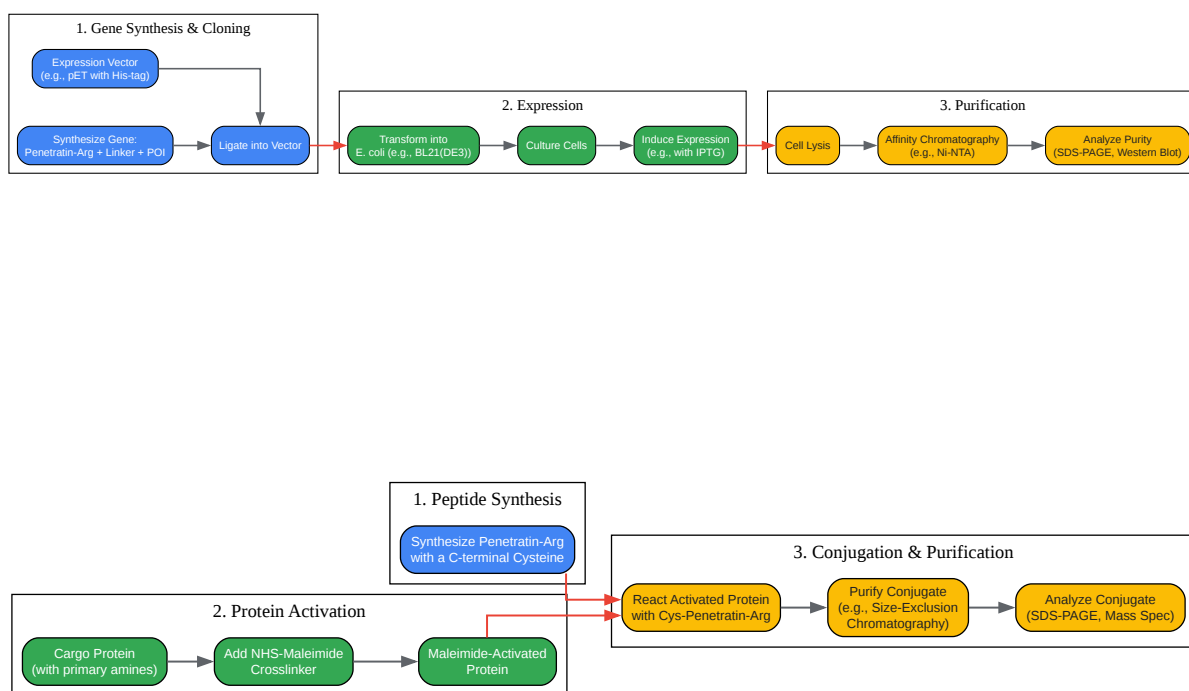 1. Gene Synthesis & Cloning
Expression Vector
(e.g., pET with His-tag)
Synthesize Gene:
Penetratin-Arg + Linker + POI
Ligate into Vector
2. Expression
Transform into
E. coli (e.g., BL21(DE3))
Culture Cells
Induce Expression
(e.g., with IPTG)
3. Purification
Cell Lysis
Affinity Chromatography
(e.g., Ni-NTA)
Analyze Purity
(SDS-PAGE, Western Blot)
1. Peptide Synthesis
Synthesize Penetratin-Arg
with a C-terminal Cysteine
2. Protein Activation
Cargo Protein
(with primary amines)
Add NHS-Maleimide
Crosslinker
Maleimide-Activated
Protein
3. Conjugation & Purification
React Activated Protein
with Cys-Penetratin-Arg
Purify Conjugate
(e.g., Size-Exclusion
Chromatography)
Analyze Conjugate
(SDS-PAGE, Mass Spec)